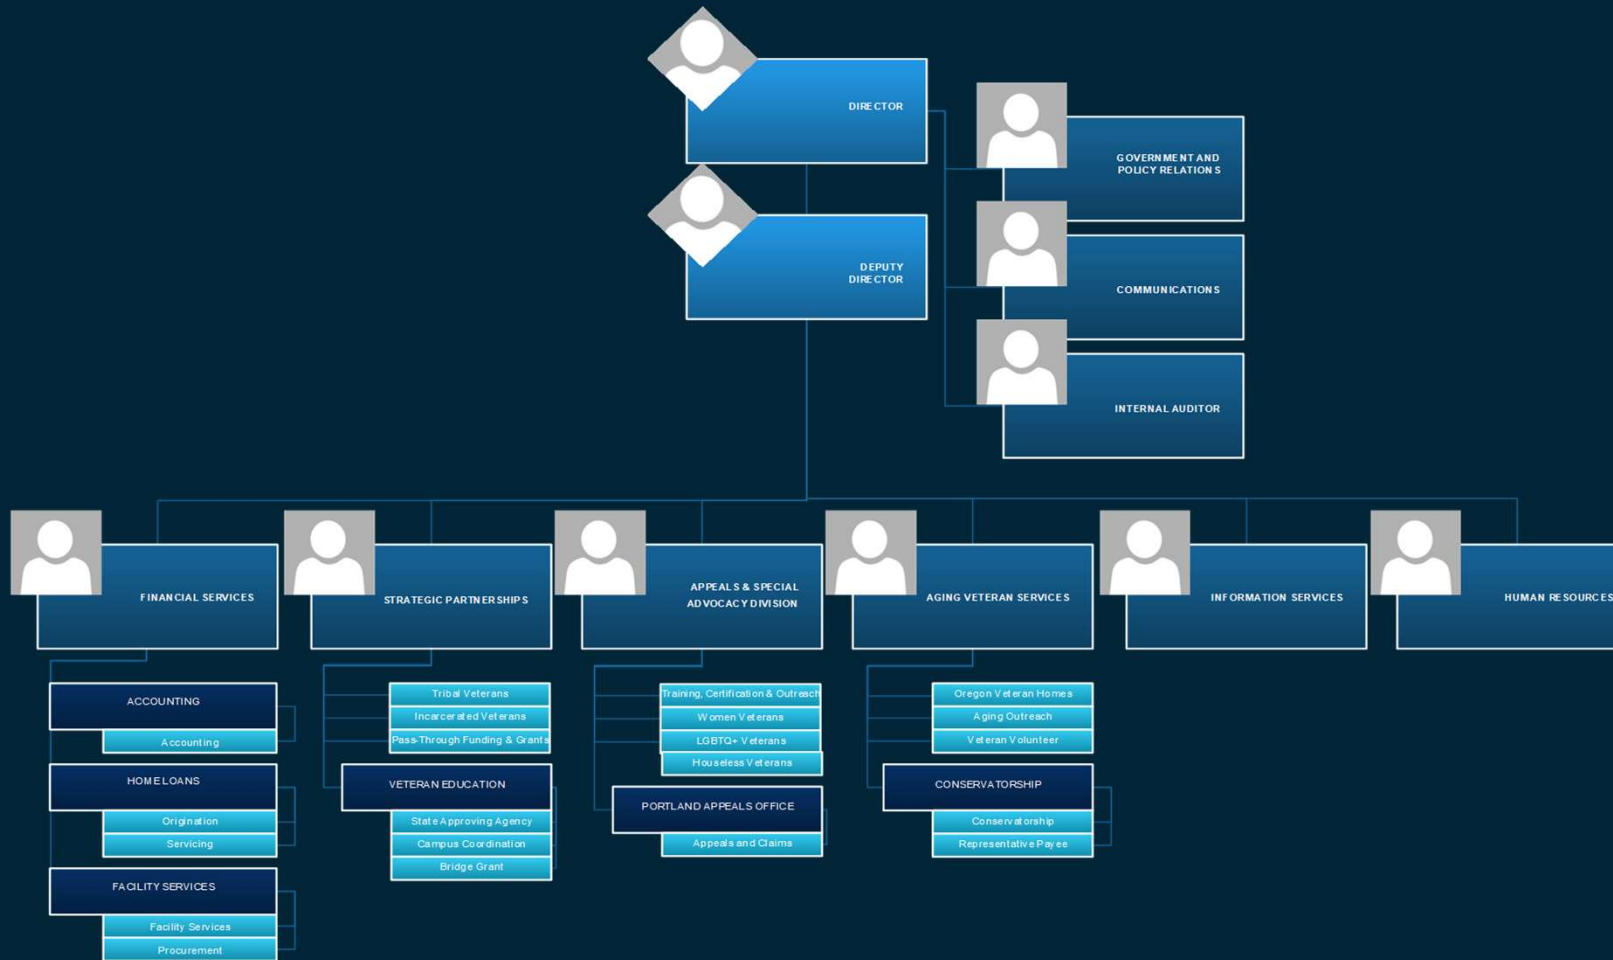 DIRECTOR
GOVERNMENT AND
POLICY RELATIONS
DEPUTY
DIRECTOR
COMMUNICATIONS
INTERNAL AUDITOR
FINANCIAL SERVICES
STRATEGIC PARTNERSHIPS
APPEALS & SPECIAL
ADVOCACY DIVISION
AGING VETERAN SERVICES
INFORMATION SERVICES
HUMAN RESOURCES
ACCOUNTING
Accounting
HOME LOANS
Origination
Servicing
FACILITY SERVICES
Facility Services
Procurement
Tribal Veterans
Incarcerated Veterans
Pass-Through Funding & Grants
VETERAN EDUCATION
State Approving Agency
Campus Coordination
Bridge Grant
Training, Certification & Outreach
Women Veterans
LGBTQ+ Veterans
Houseless Veterans
PORTLAND APPEALS OFFICE
Appeals and Claims
Oregon Veteran Homes
Aging Outreach
Veteran Volunteer
CONSERVATORSHIP
Conservatorship
Representative Payee